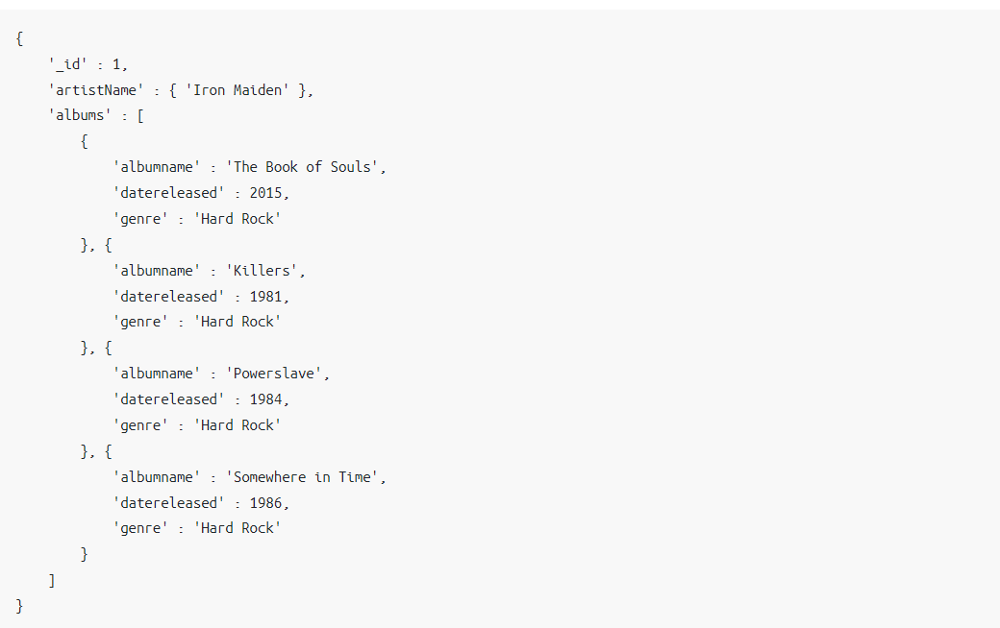 {
    '_id' : 1,
    'artistName' : { 'Iron Maiden' },
    'albums' : [
        {
            'albumname' : 'The Book of Souls',
            'datereleased' : 2015,
            'genre' : 'Hard Rock'
        }, {
            'albumname' : 'Killers',
            'datereleased' : 1981,
            'genre' : 'Hard Rock'
        }, {
            'albumname' : 'Powerslave',
            'datereleased' : 1984,
            'genre' : 'Hard Rock'
        }, {
            'albumname' : 'Somewhere in Time',
            'datereleased' : 1986,
            'genre' : 'Hard Rock'
        }
    ]
}